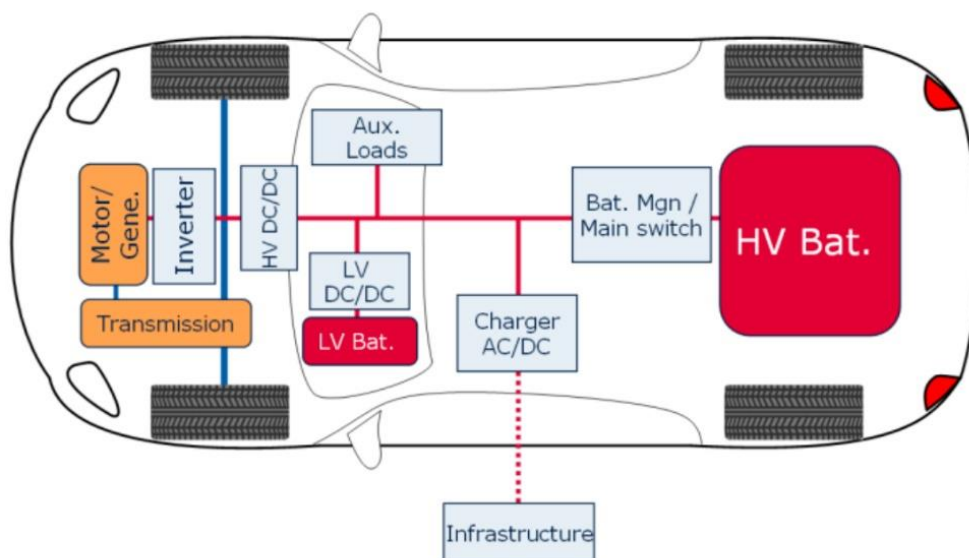 Aux.
Loads
Motor/
Gene.
Inverter
HV DC/DC
Bat. Mgn /
Main switch
HV Bat.
LV
DC/DC
Transmission
LV Bat.
Charger
AC/DC
Infrastructure